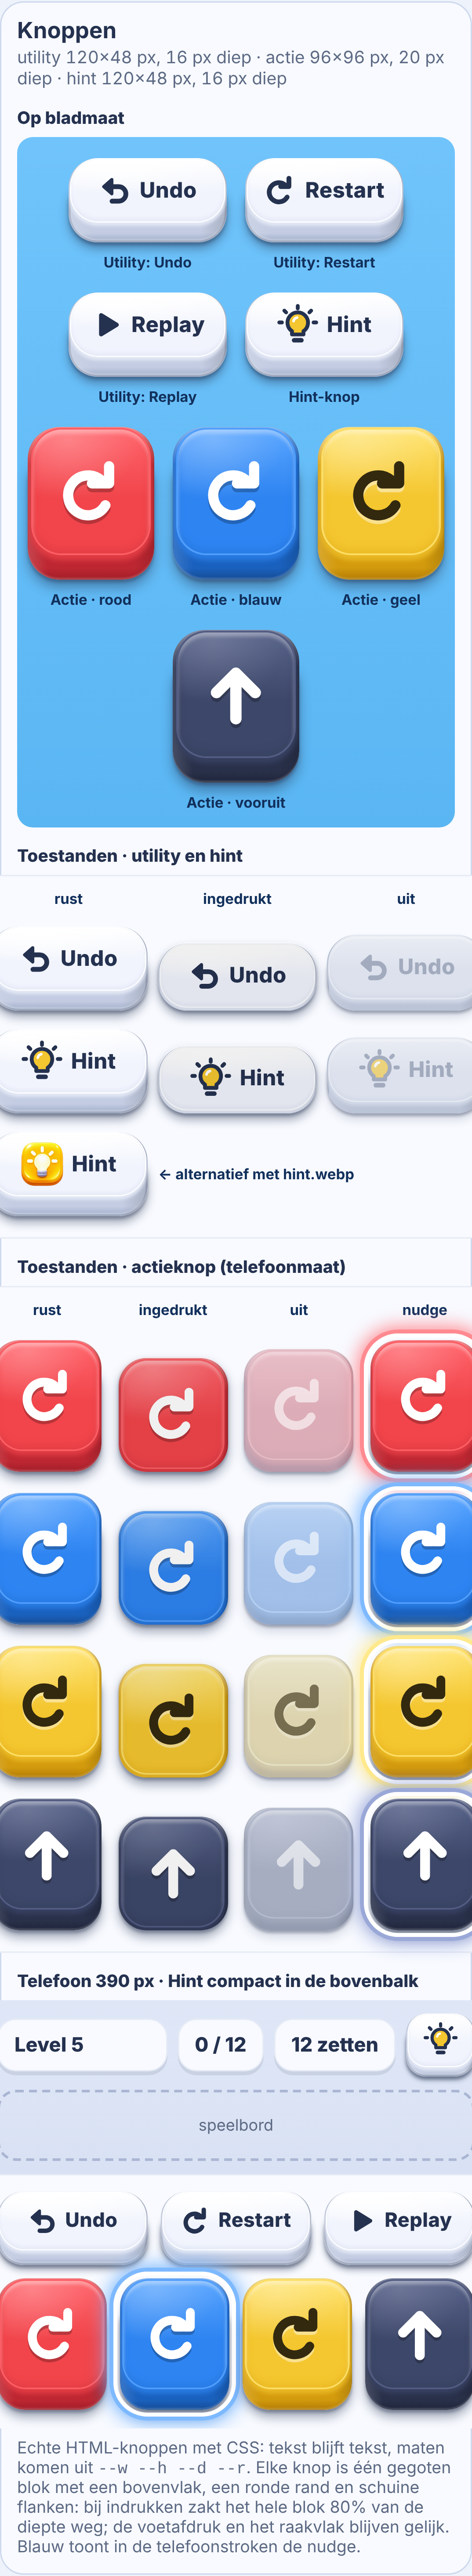 Knoppen
utility 120×48 px, 16 px diep · actie 96×96 px, 20 px
diep · hint 120×48 px, 16 px diep
Op bladmaat
Undo Restart
Utility: Undo Utility: Restart
Replay Hint
Utility: Replay Hint-knop
Actie · rood Actie · blauw Actie · geel
Actie · vooruit
Toestanden · utility en hint
rust ingedrukt uit
Undo Undo Undo
Hint Hint Hint
Hint ← alternatief met hint.webp
Toestanden · actieknop (telefoonmaat)
rust ingedrukt uit nudge
Telefoon 390 px · Hint compact in de bovenbalk
Level 5 0 / 12 12 zetten
speelbord
Undo Restart Replay
Echte HTML-knoppen met CSS: tekst blijft tekst, maten
komen uit --w --h --d --r. Elke knop is één gegoten
blok met een bovenvlak, een ronde rand en schuine
flanken: bij indrukken zakt het hele blok 80% van de
diepte weg; de voetafdruk en het raakvlak blijven gelijk.
Blauw toont in de telefoonstroken de nudge.